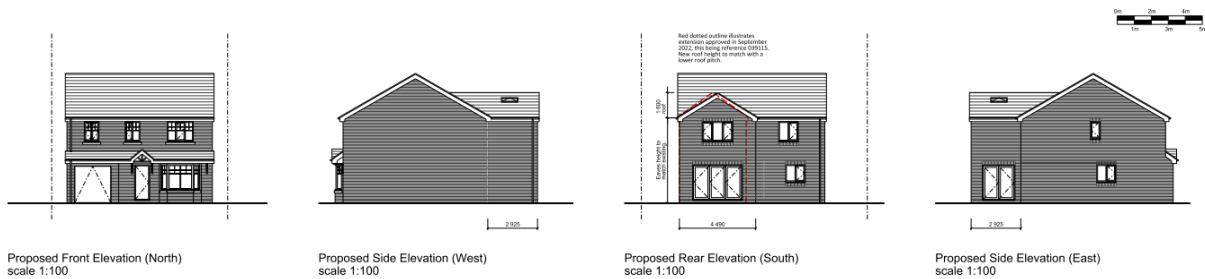 0m 2m 4m
1m 3m 5m
Red dotted outline illustrates
extension approved in September
2022, this being reference 039115.
New roof height to match with a
lower roof pitch.
1 600
roof
Eaves height to
match existing
2 925
4 490
2 925
Proposed Front Elevation (North)
scale 1:100
Proposed Side Elevation (West)
scale 1:100
Proposed Rear Elevation (South)
scale 1:100
Proposed Side Elevation (East)
scale 1:100